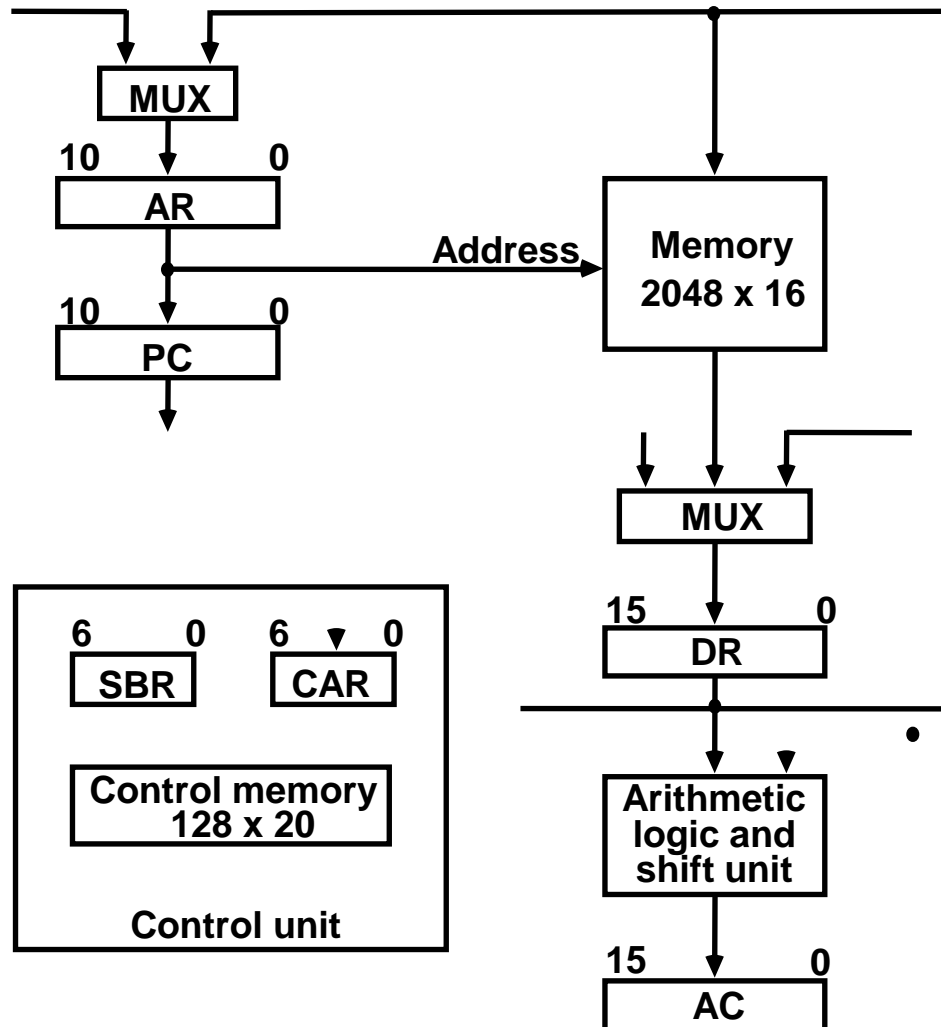 MUX
10 0
AR
Address
Memory
2048 x 16
10 0
PC
MUX
15 0
DR
6 0 6 0
SBR CAR
Control memory
128 x 20
Control unit
Arithmetic
logic and
shift unit
15 0
AC